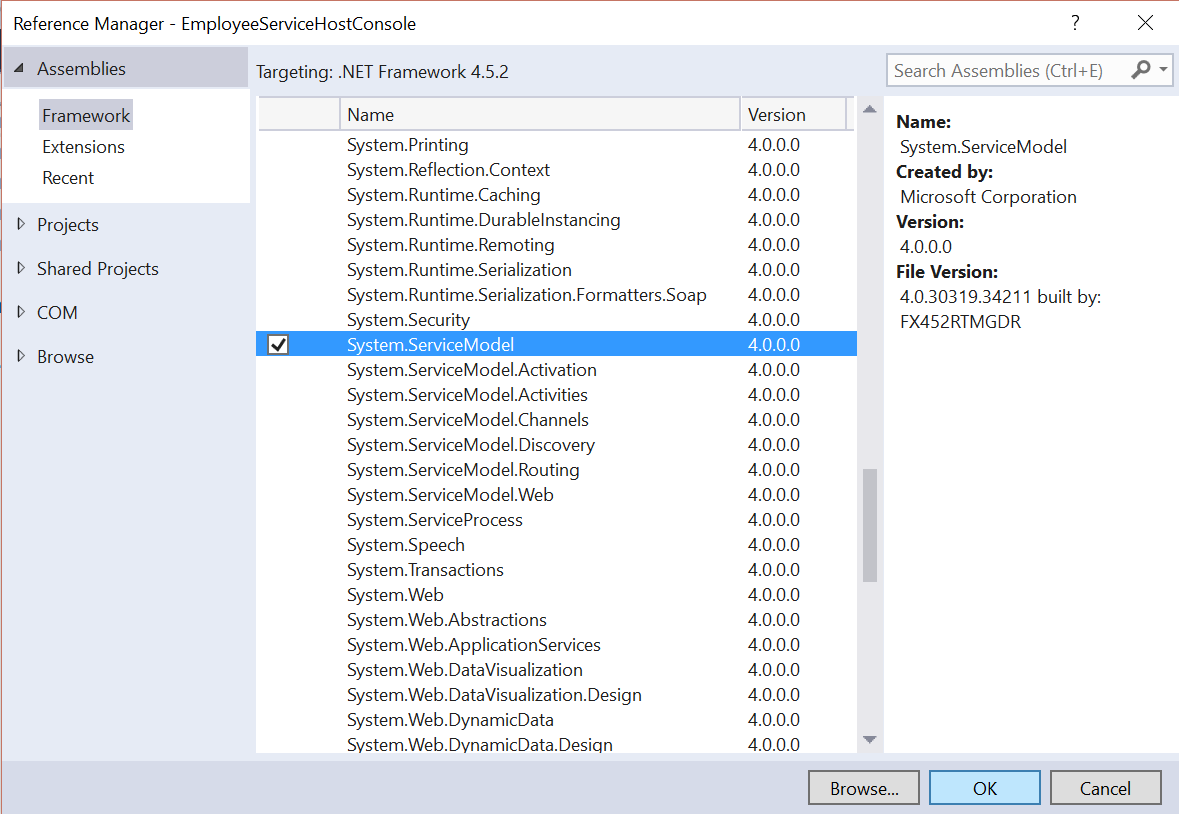 Reference Manager - EmployeeServiceHostConsole
?
Assemblies
Framework
Extensions
Recent
Projects
Shared Projects
COM
Browse
Targeting: .NET Framework 4.5.2
Search Assemblies (Ctrl+E)
Name Version
System.Printing 4.0.0.0
System.Reflection.Context 4.0.0.0
System.Runtime.Caching 4.0.0.0
System.Runtime.DurableInstancing 4.0.0.0
System.Runtime.Remoting 4.0.0.0
System.Runtime.Serialization 4.0.0.0
System.Runtime.Serialization.Formatters.Soap 4.0.0.0
System.Security 4.0.0.0
System.ServiceModel 4.0.0.0
System.ServiceModel.Activation 4.0.0.0
System.ServiceModel.Activities 4.0.0.0
System.ServiceModel.Channels 4.0.0.0
System.ServiceModel.Discovery 4.0.0.0
System.ServiceModel.Routing 4.0.0.0
System.ServiceModel.Web 4.0.0.0
System.ServiceProcess 4.0.0.0
System.Speech 4.0.0.0
System.Transactions 4.0.0.0
System.Web 4.0.0.0
System.Web.Abstractions 4.0.0.0
System.Web.ApplicationServices 4.0.0.0
System.Web.DataVisualization 4.0.0.0
System.Web.DataVisualization.Design 4.0.0.0
System.Web.DynamicData 4.0.0.0
System.Web.DynamicData.Design 4.0.0.0
Name:
System.ServiceModel
Created by:
Microsoft Corporation
Version:
4.0.0.0
File Version:
4.0.30319.34211 built by:
FX452RTMGDR
Browse... OK Cancel